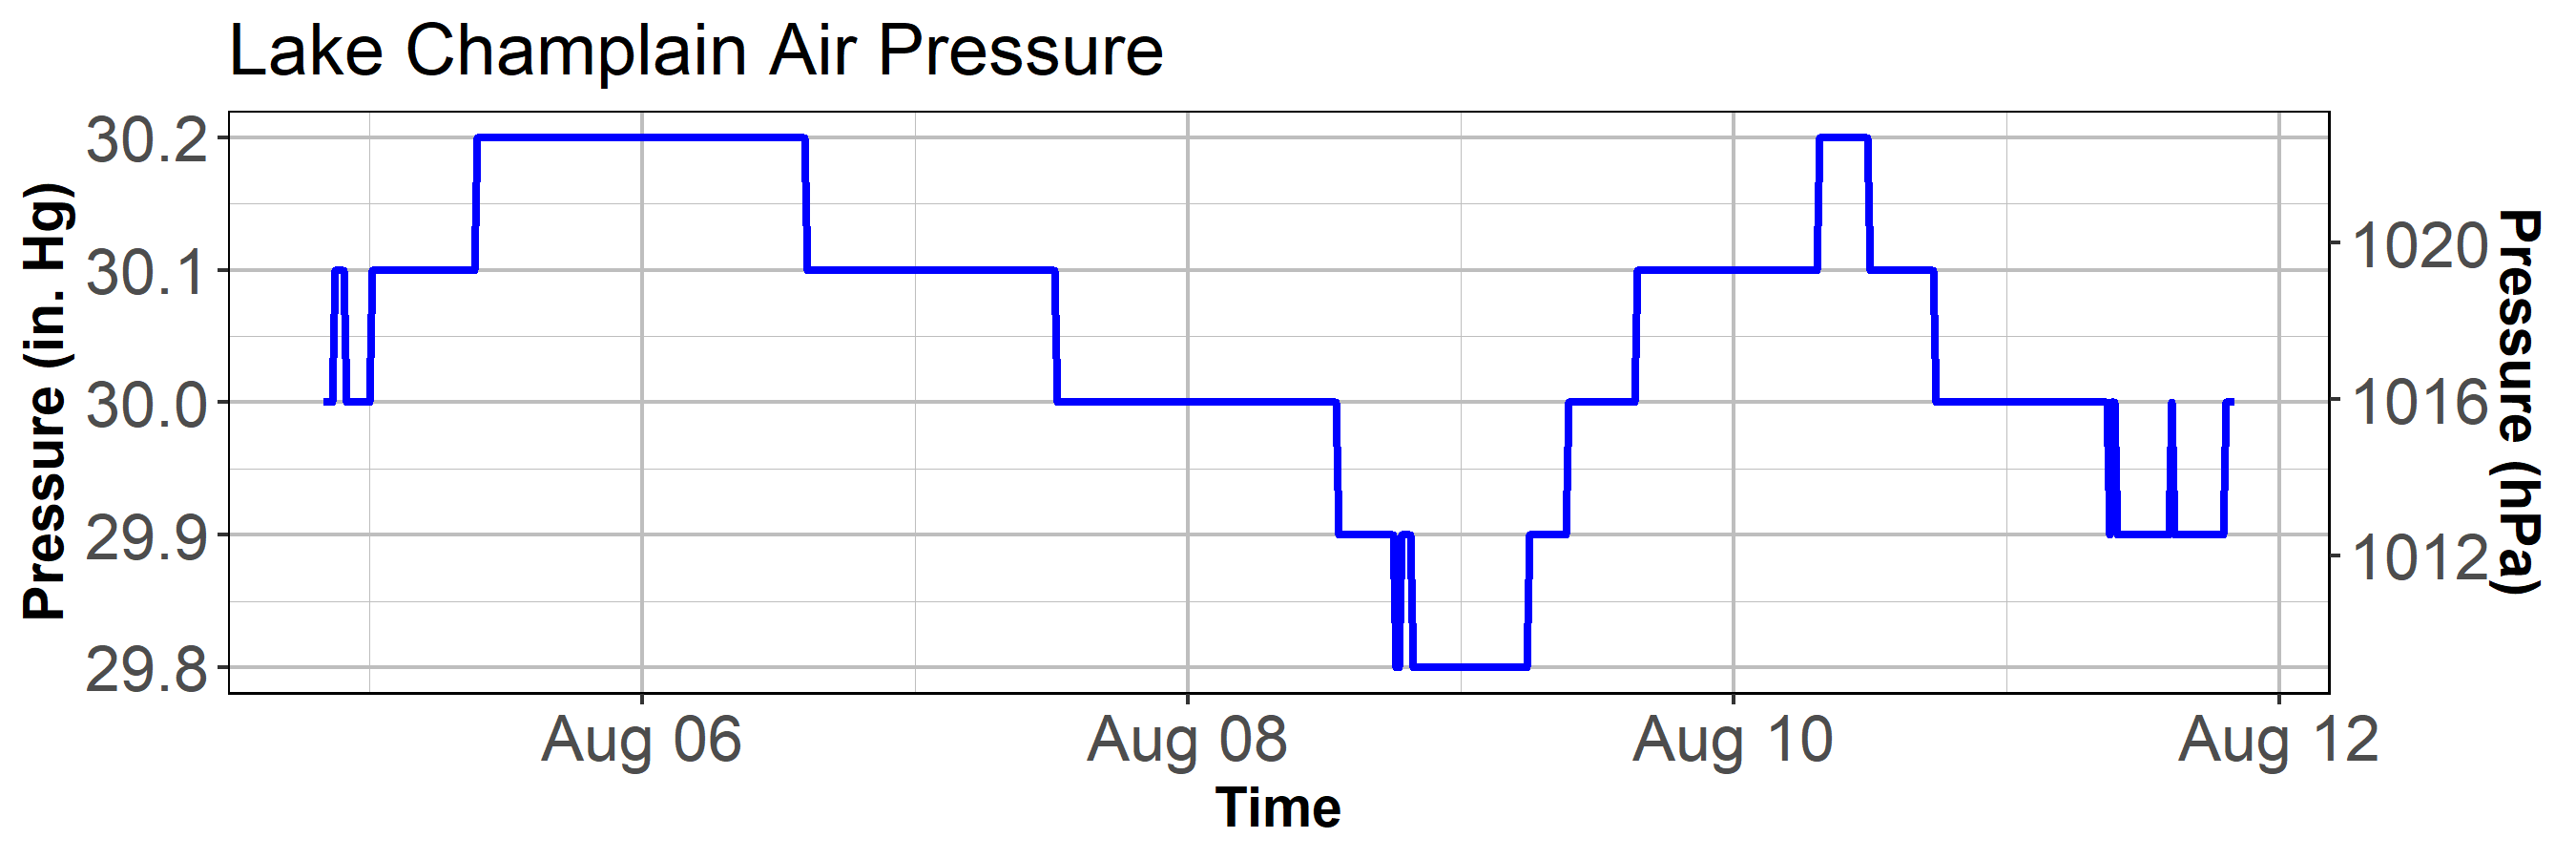 Lake Champlain Air Pressure
Pressure (in. Hg)
30.2
30.1
30.0
29.9
29.8
1020
1016
1012
Pressure (hPa)
Aug 06 Aug 08 Aug 10 Aug 12
Time